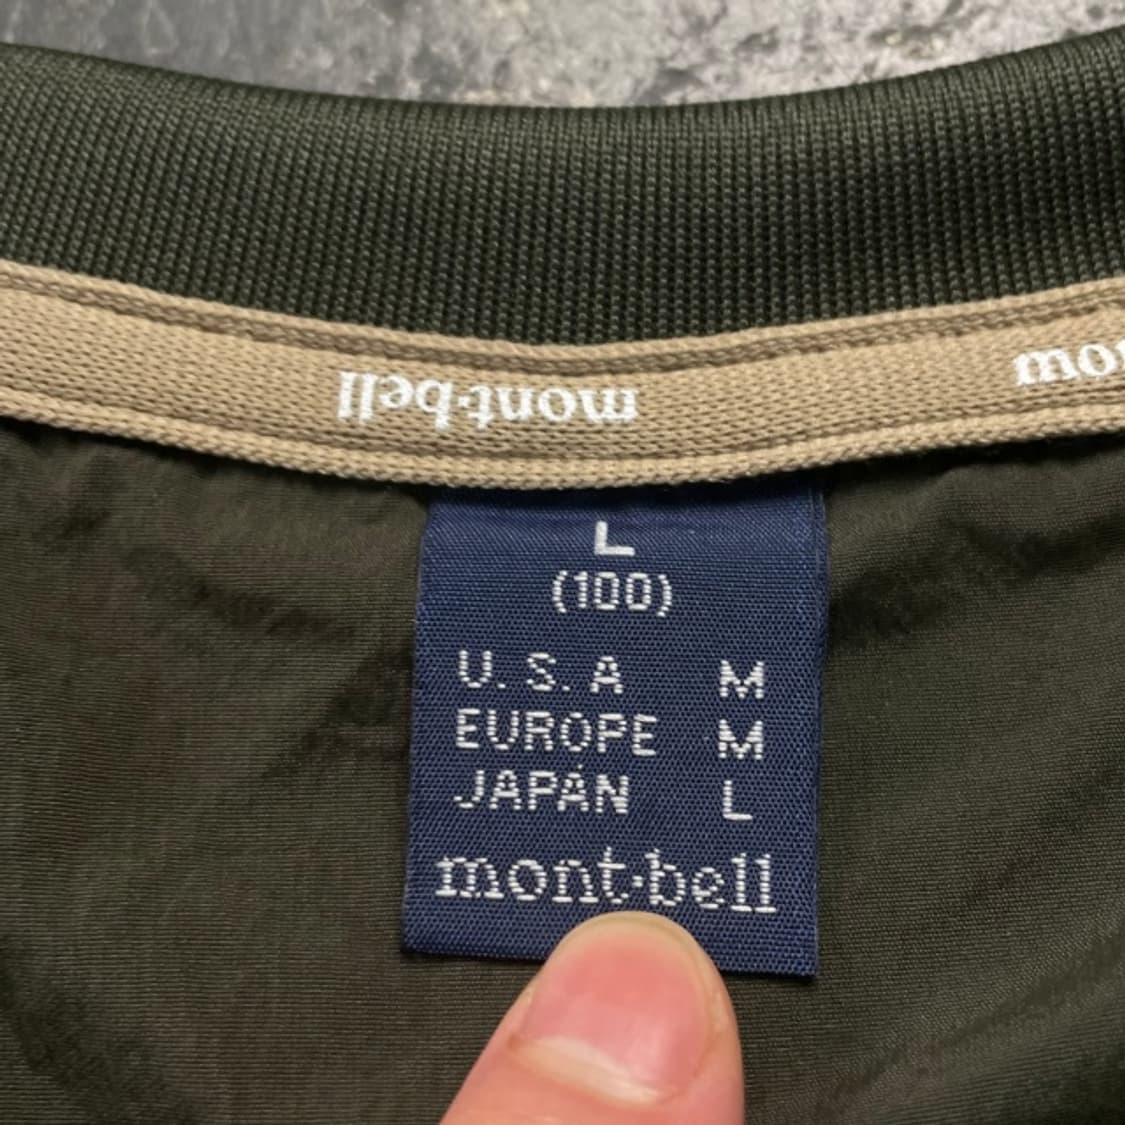 mont·bell
L
(100)
U.S.A M
EUROPE M
JAPAN L
mont·bell